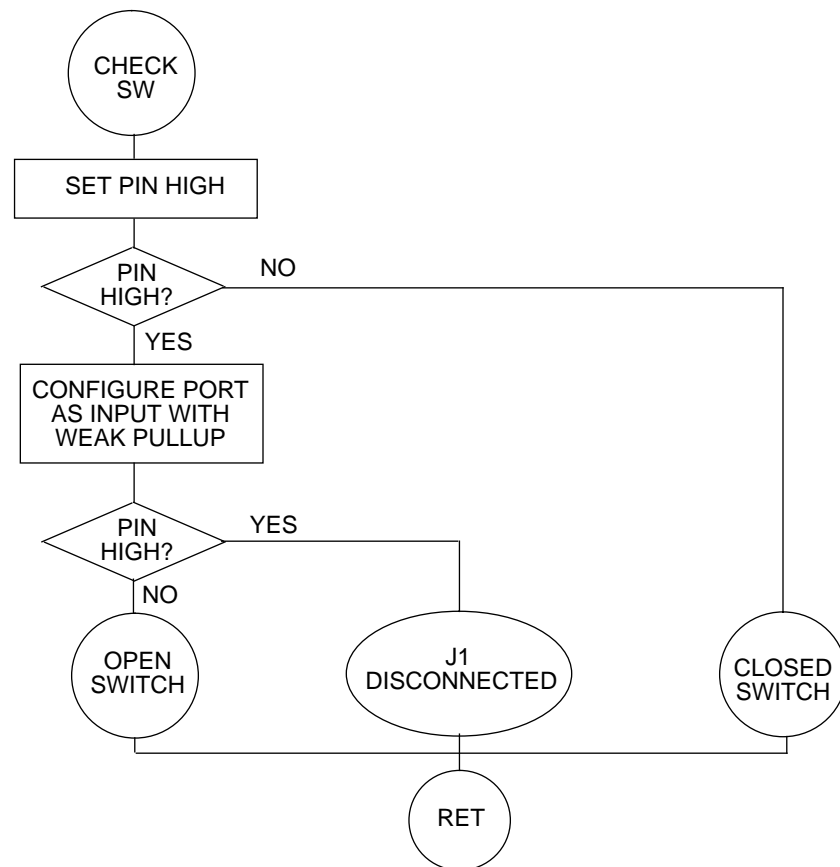 CHECK
SW
SET PIN HIGH
PIN
HIGH?
NO
YES
CONFIGURE PORT
AS INPUT WITH
WEAK PULLUP
PIN
HIGH?
YES
NO
OPEN
SWITCH
J1
DISCONNECTED
CLOSED
SWITCH
RET